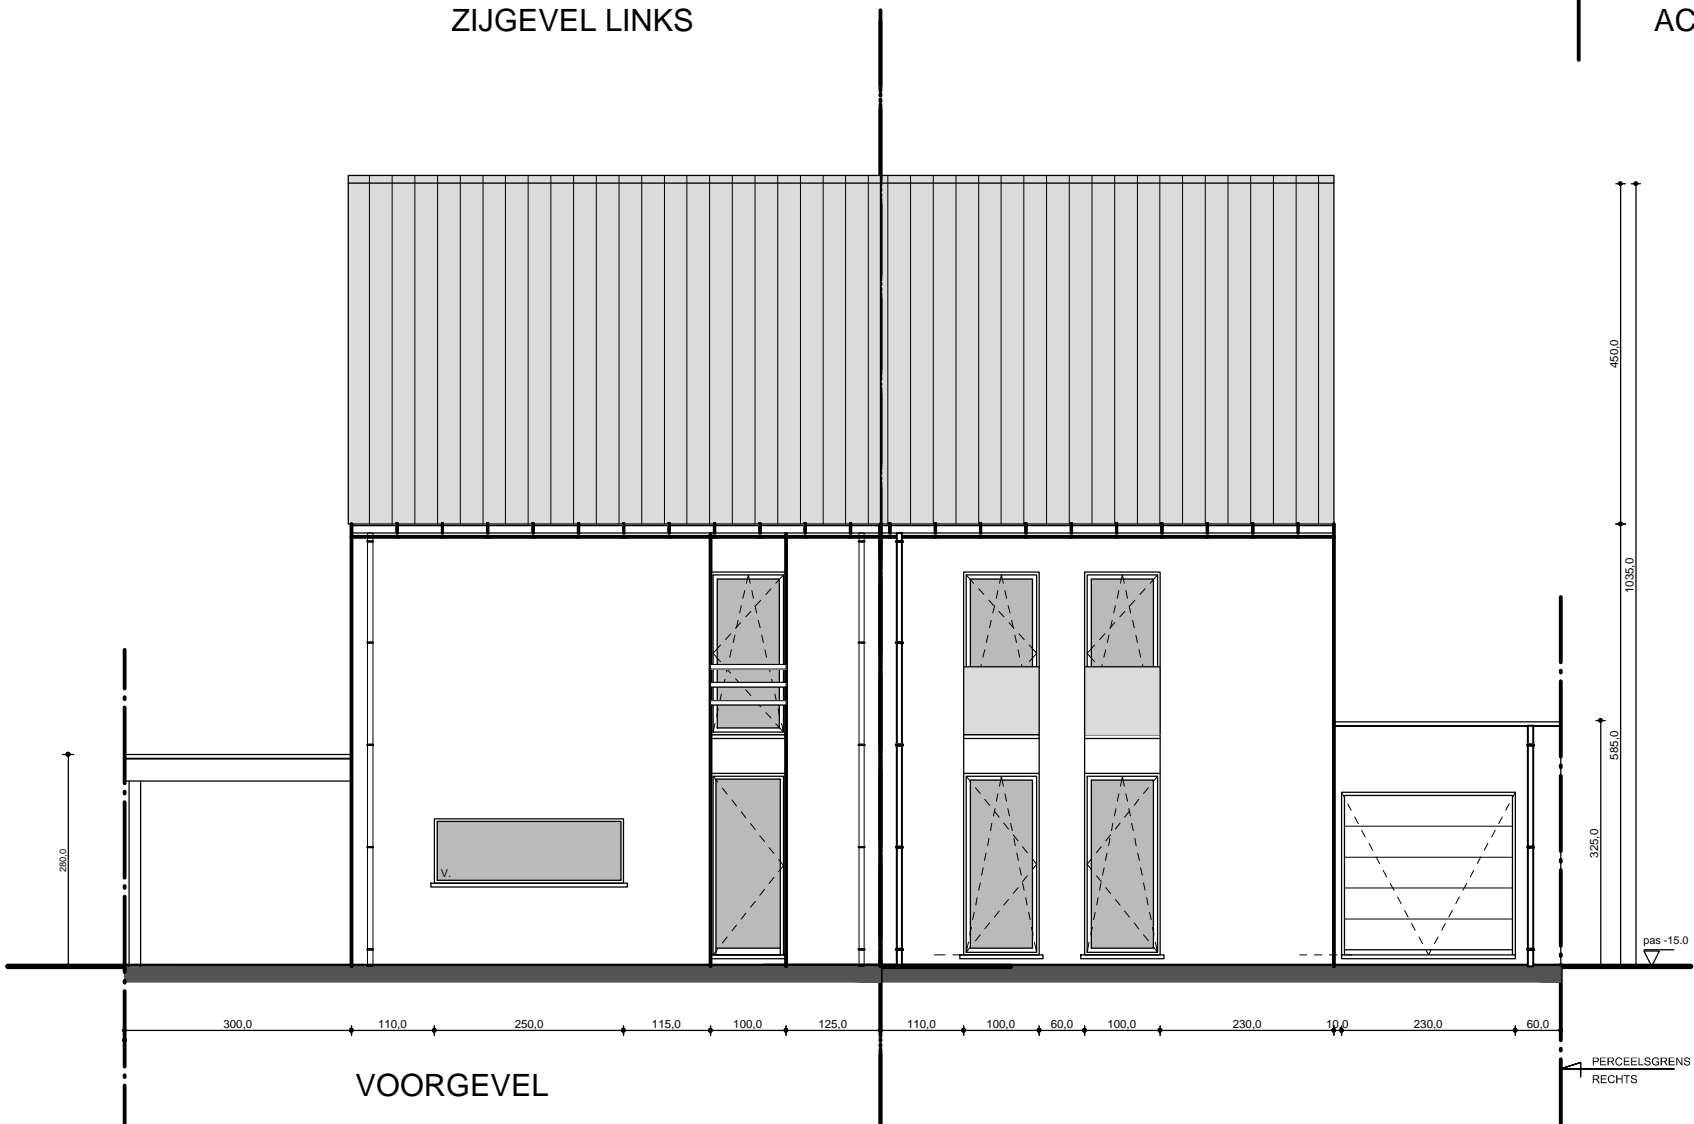 ZIJGEVEL LINKS
AC
450,0
1035,0
585,0
325,0
280,0
V.
pas -15.0
300,0 110,0 250,0 115,0 100,0 125,0 110,0 100,0 60,0 100,0 230,0 10,0 230,0 60,0
VOORGEVEL
PERCEELSGRENS
RECHTS